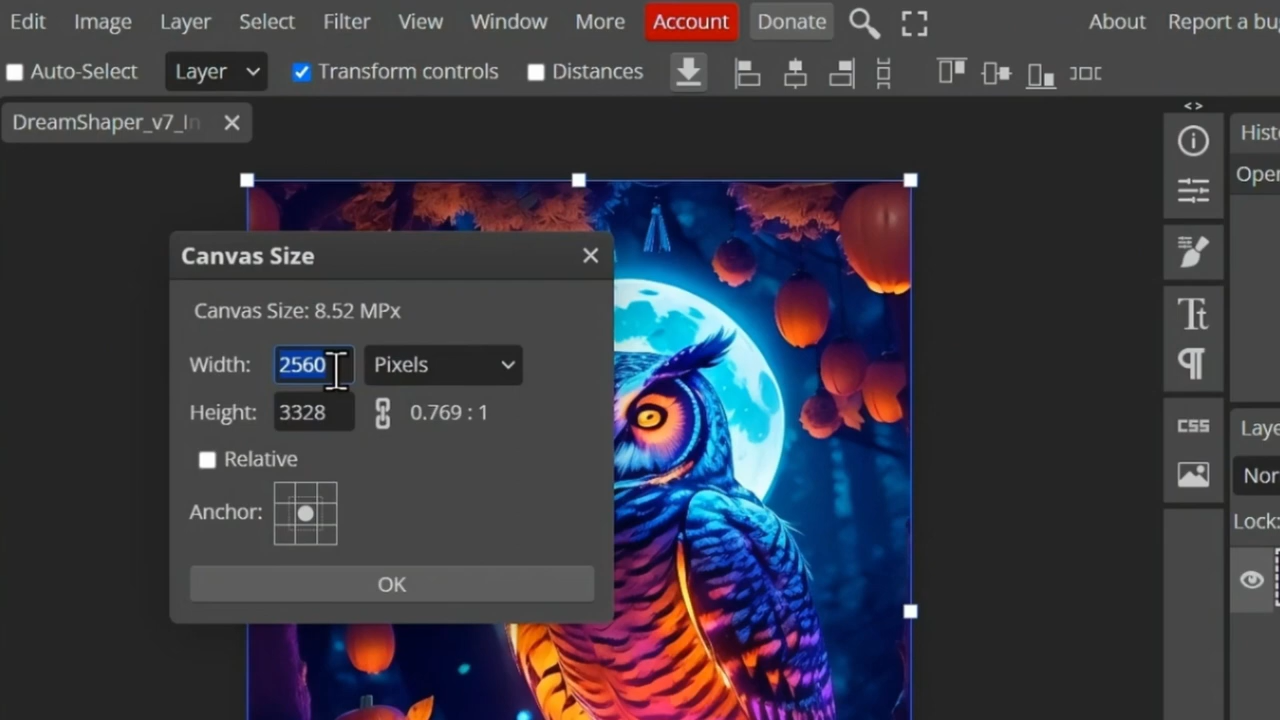 Edit Image Layer Select Filter View Window More Account Donate About Report a bu
Auto-Select Layer Transform controls Distances
DreamShaper_v7_In
Histo
Open
Canvas Size
Canvas Size: 8.52 MPx
Width: 2560 Pixels
Height: 3328 0.769 : 1
Relative
Anchor:
OK
Tt
CSS
Laye
Nor
Lock: